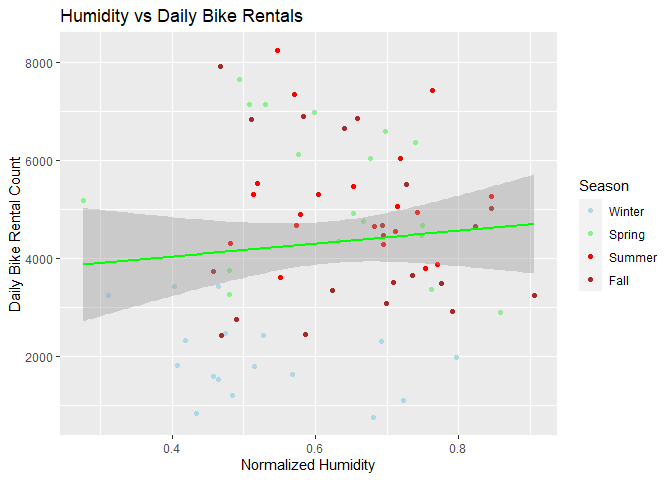 Humidity vs Daily Bike Rentals
Daily Bike Rental Count
8000
6000
4000
2000
0.4 0.6 0.8
Normalized Humidity
Season
Winter
Spring
Summer
Fall